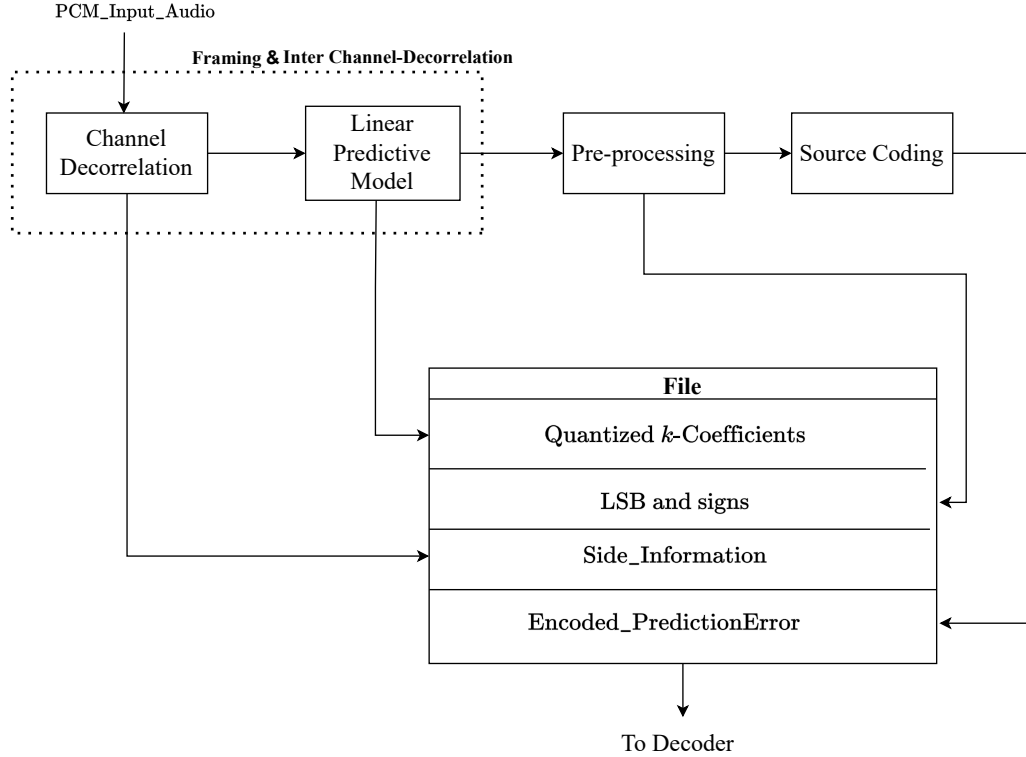 PCM_Input_Audio
Framing & Inter Channel-Decorrelation
Channel
Decorrelation
Linear
Predictive
Model
Pre-processing
Source Coding
File
Quantized k-Coefficients
LSB and signs
Side_Information
Encoded_PredictionError
To Decoder